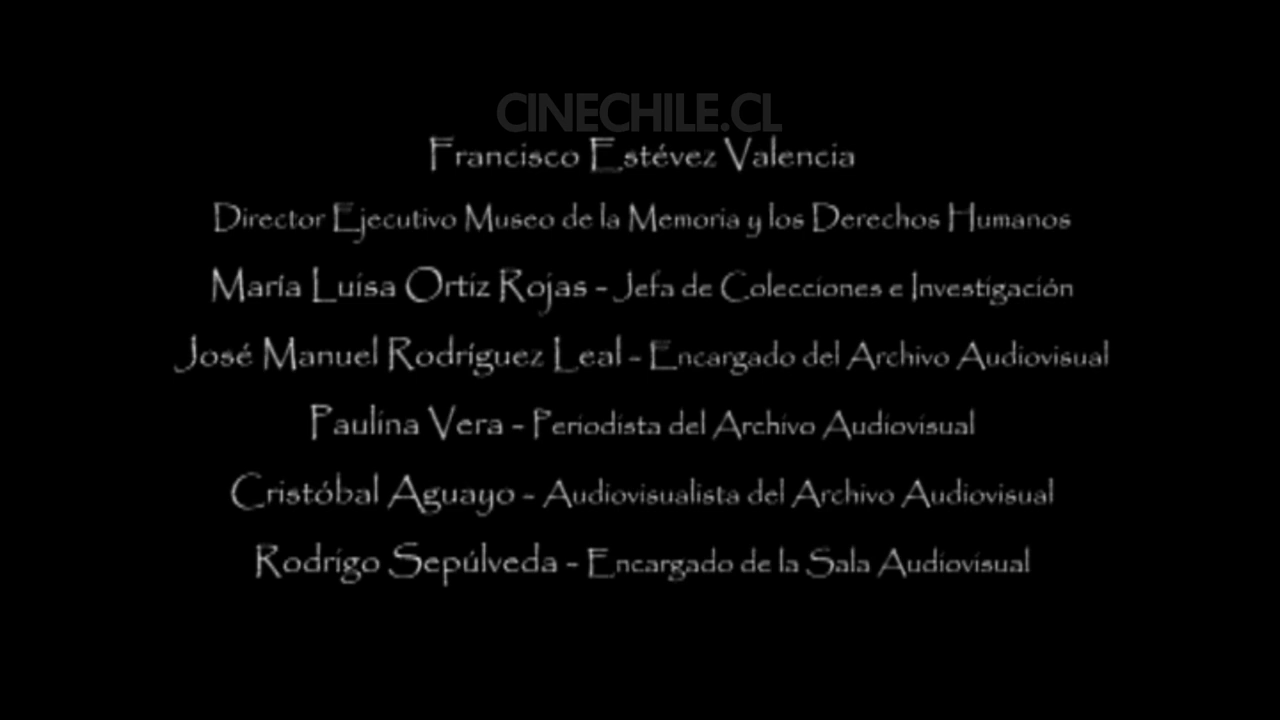 CINECHILE.CL
Francisco Estévez Valencia
Director Ejecutivo Museo de la Memoria y los Derechos Humanos
María Luisa Ortiz Rojas - Jefa de Colecciones e Investigación
José Manuel Rodríguez Leal - Encargado del Archivo Audiovisual
Paulina Vera - Periodista del Archivo Audiovisual
Cristóbal Aguayo - Audiovisualista del Archivo Audiovisual
Rodrigo Sepúlveda - Encargado de la Sala Audiovisual